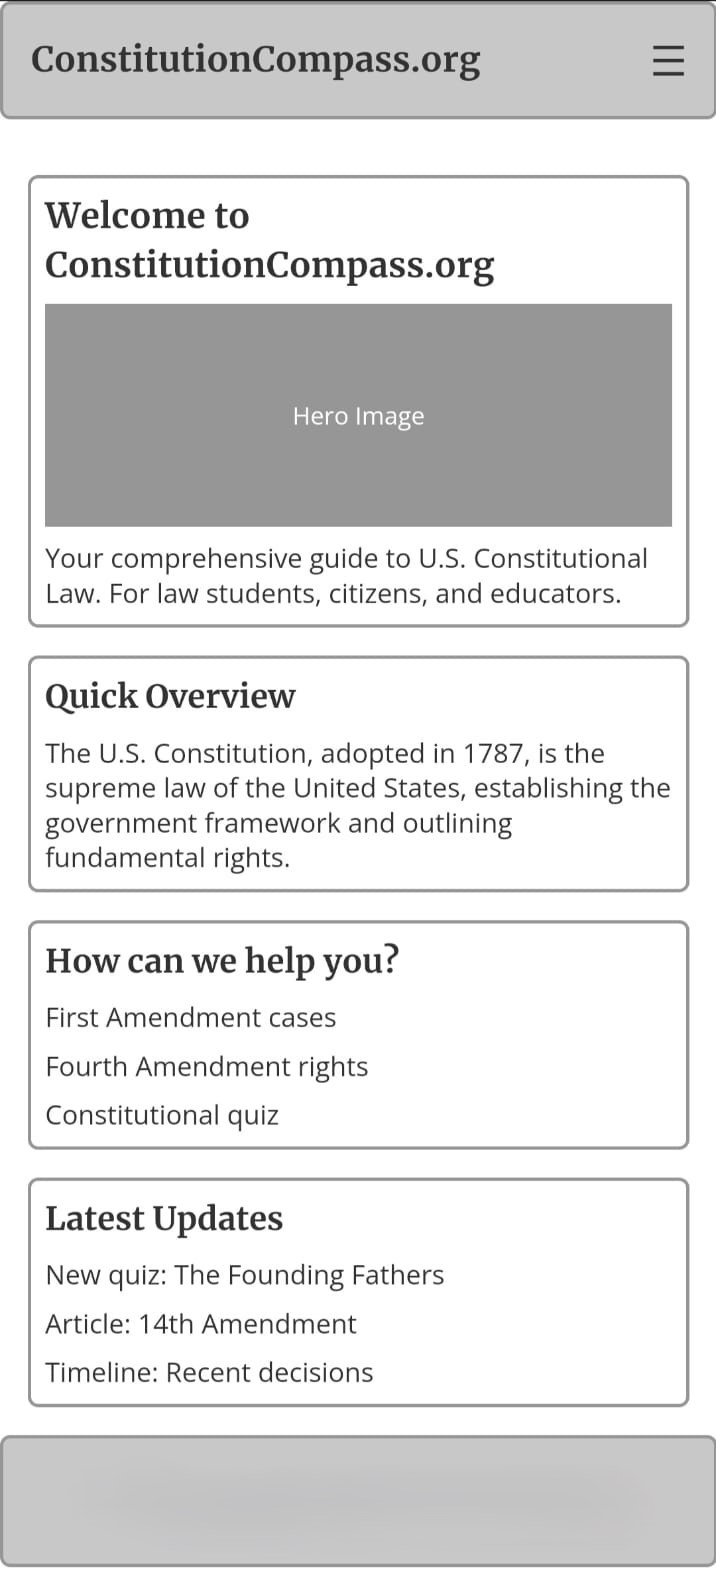 ConstitutionCompass.org
Welcome to
ConstitutionCompass.org
Hero Image
Your comprehensive guide to U.S. Constitutional
Law. For law students, citizens, and educators.
Quick Overview
The U.S. Constitution, adopted in 1787, is the
supreme law of the United States, establishing the
government framework and outlining
fundamental rights.
How can we help you?
First Amendment cases
Fourth Amendment rights
Constitutional quiz
Latest Updates
New quiz: The Founding Fathers
Article: 14th Amendment
Timeline: Recent decisions